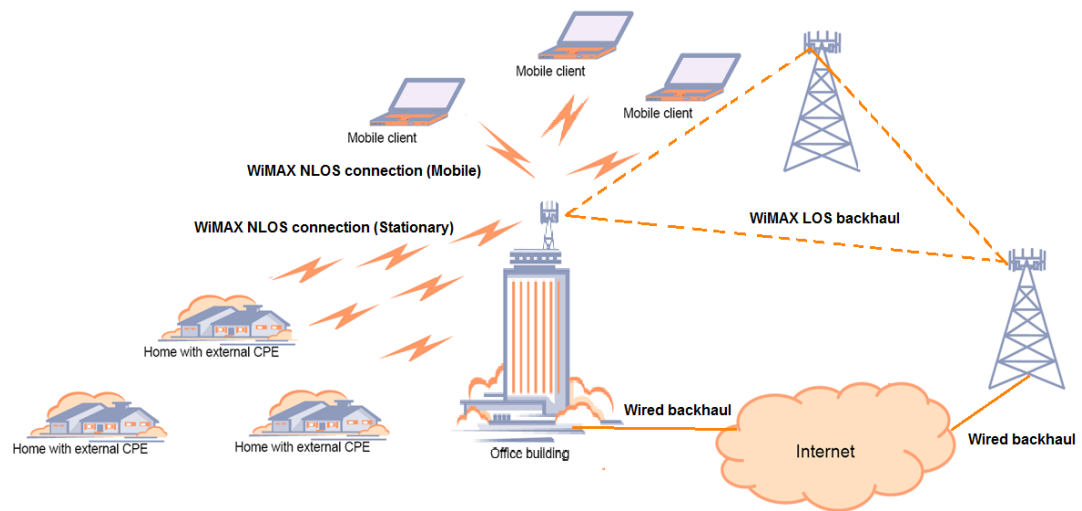 Mobile client
Mobile client
Mobile client
WiMAX NLOS connection (Mobile)
WiMAX NLOS connection (Stationary)
WiMAX LOS backhaul
Home with external CPE
Home with external CPE
Home with external CPE
Office building
Wired backhaul
Internet
Wired backhaul